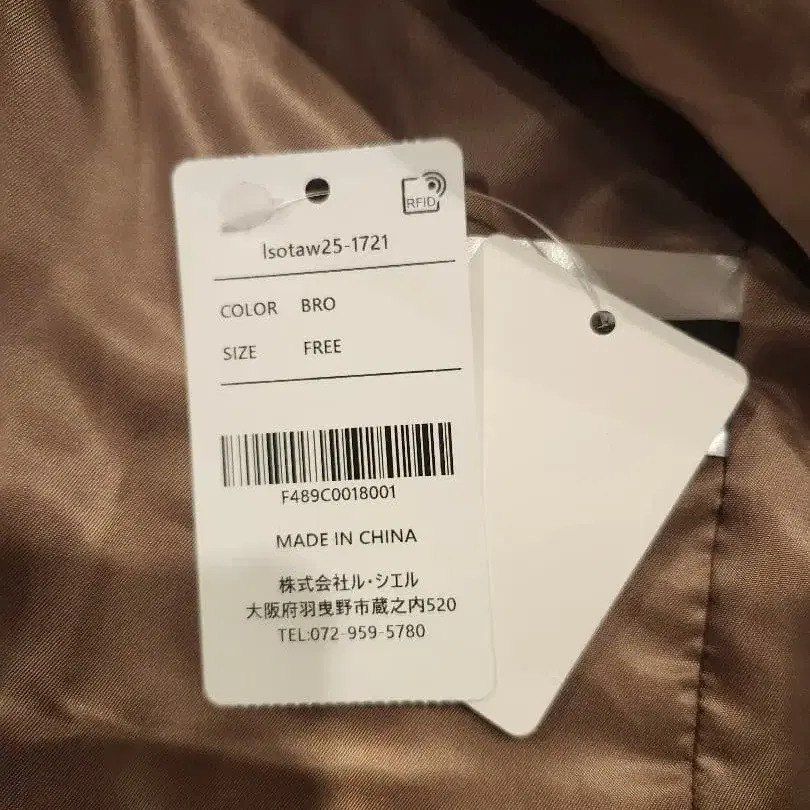 RFID
lsotaw25-1721
COLOR BRO
SIZE FREE
F489C0018001
MADE IN CHINA
株式会社ル・シエル
大阪府羽曳野市蔵之内520
TEL:072-959-5780